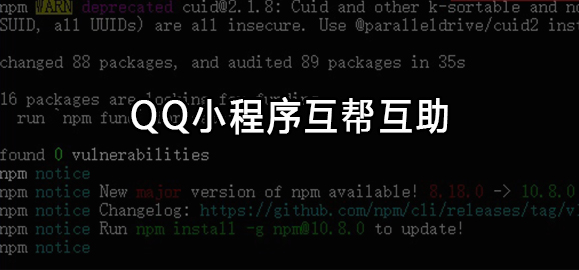 npm WARN deprecated cuid@2.1.8: Cuid and other k-sortable and no
SUID, all UUIDs) are all insecure. Use @paralleldrive/cuid2 inst
changed 88 packages, and audited 89 packages in 35s
16 packages are looking for funding
run `npm fund` for
QQ小程序互帮互助
found 0 vulnerabilities
npm notice
npm notice New major version of npm available! 8.18.0 -> 10.8.0
npm notice Changelog: https://github.com/npm/cli/releases/tag/v
npm notice Run npm install -g npm@10.8.0 to update!
npm notice